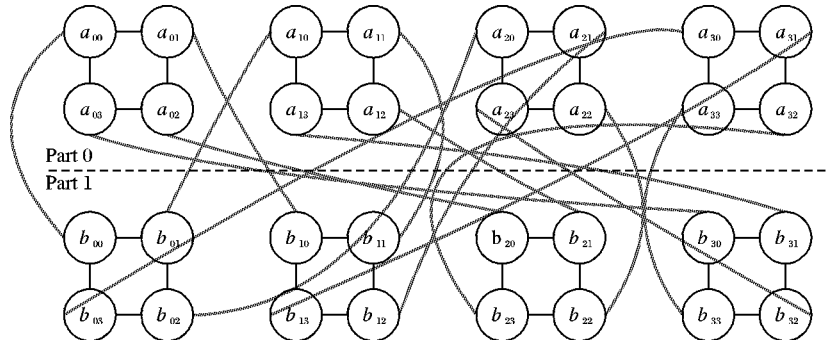 a₀₀ a₀₁ a₁₀ a₁₁ a₂₀ a₂₁ a₃₀ a₃₁
a₀₃ a₀₂ a₁₃ a₁₂ a₂₃ a₂₂ a₃₃ a₃₂
Part 0
Part 1
b₀₀ b₀₁ b₁₀ b₁₁ b₂₀ b₂₁ b₃₀ b₃₁
b₀₃ b₀₂ b₁₃ b₁₂ b₂₃ b₂₂ b₃₃ b₃₂